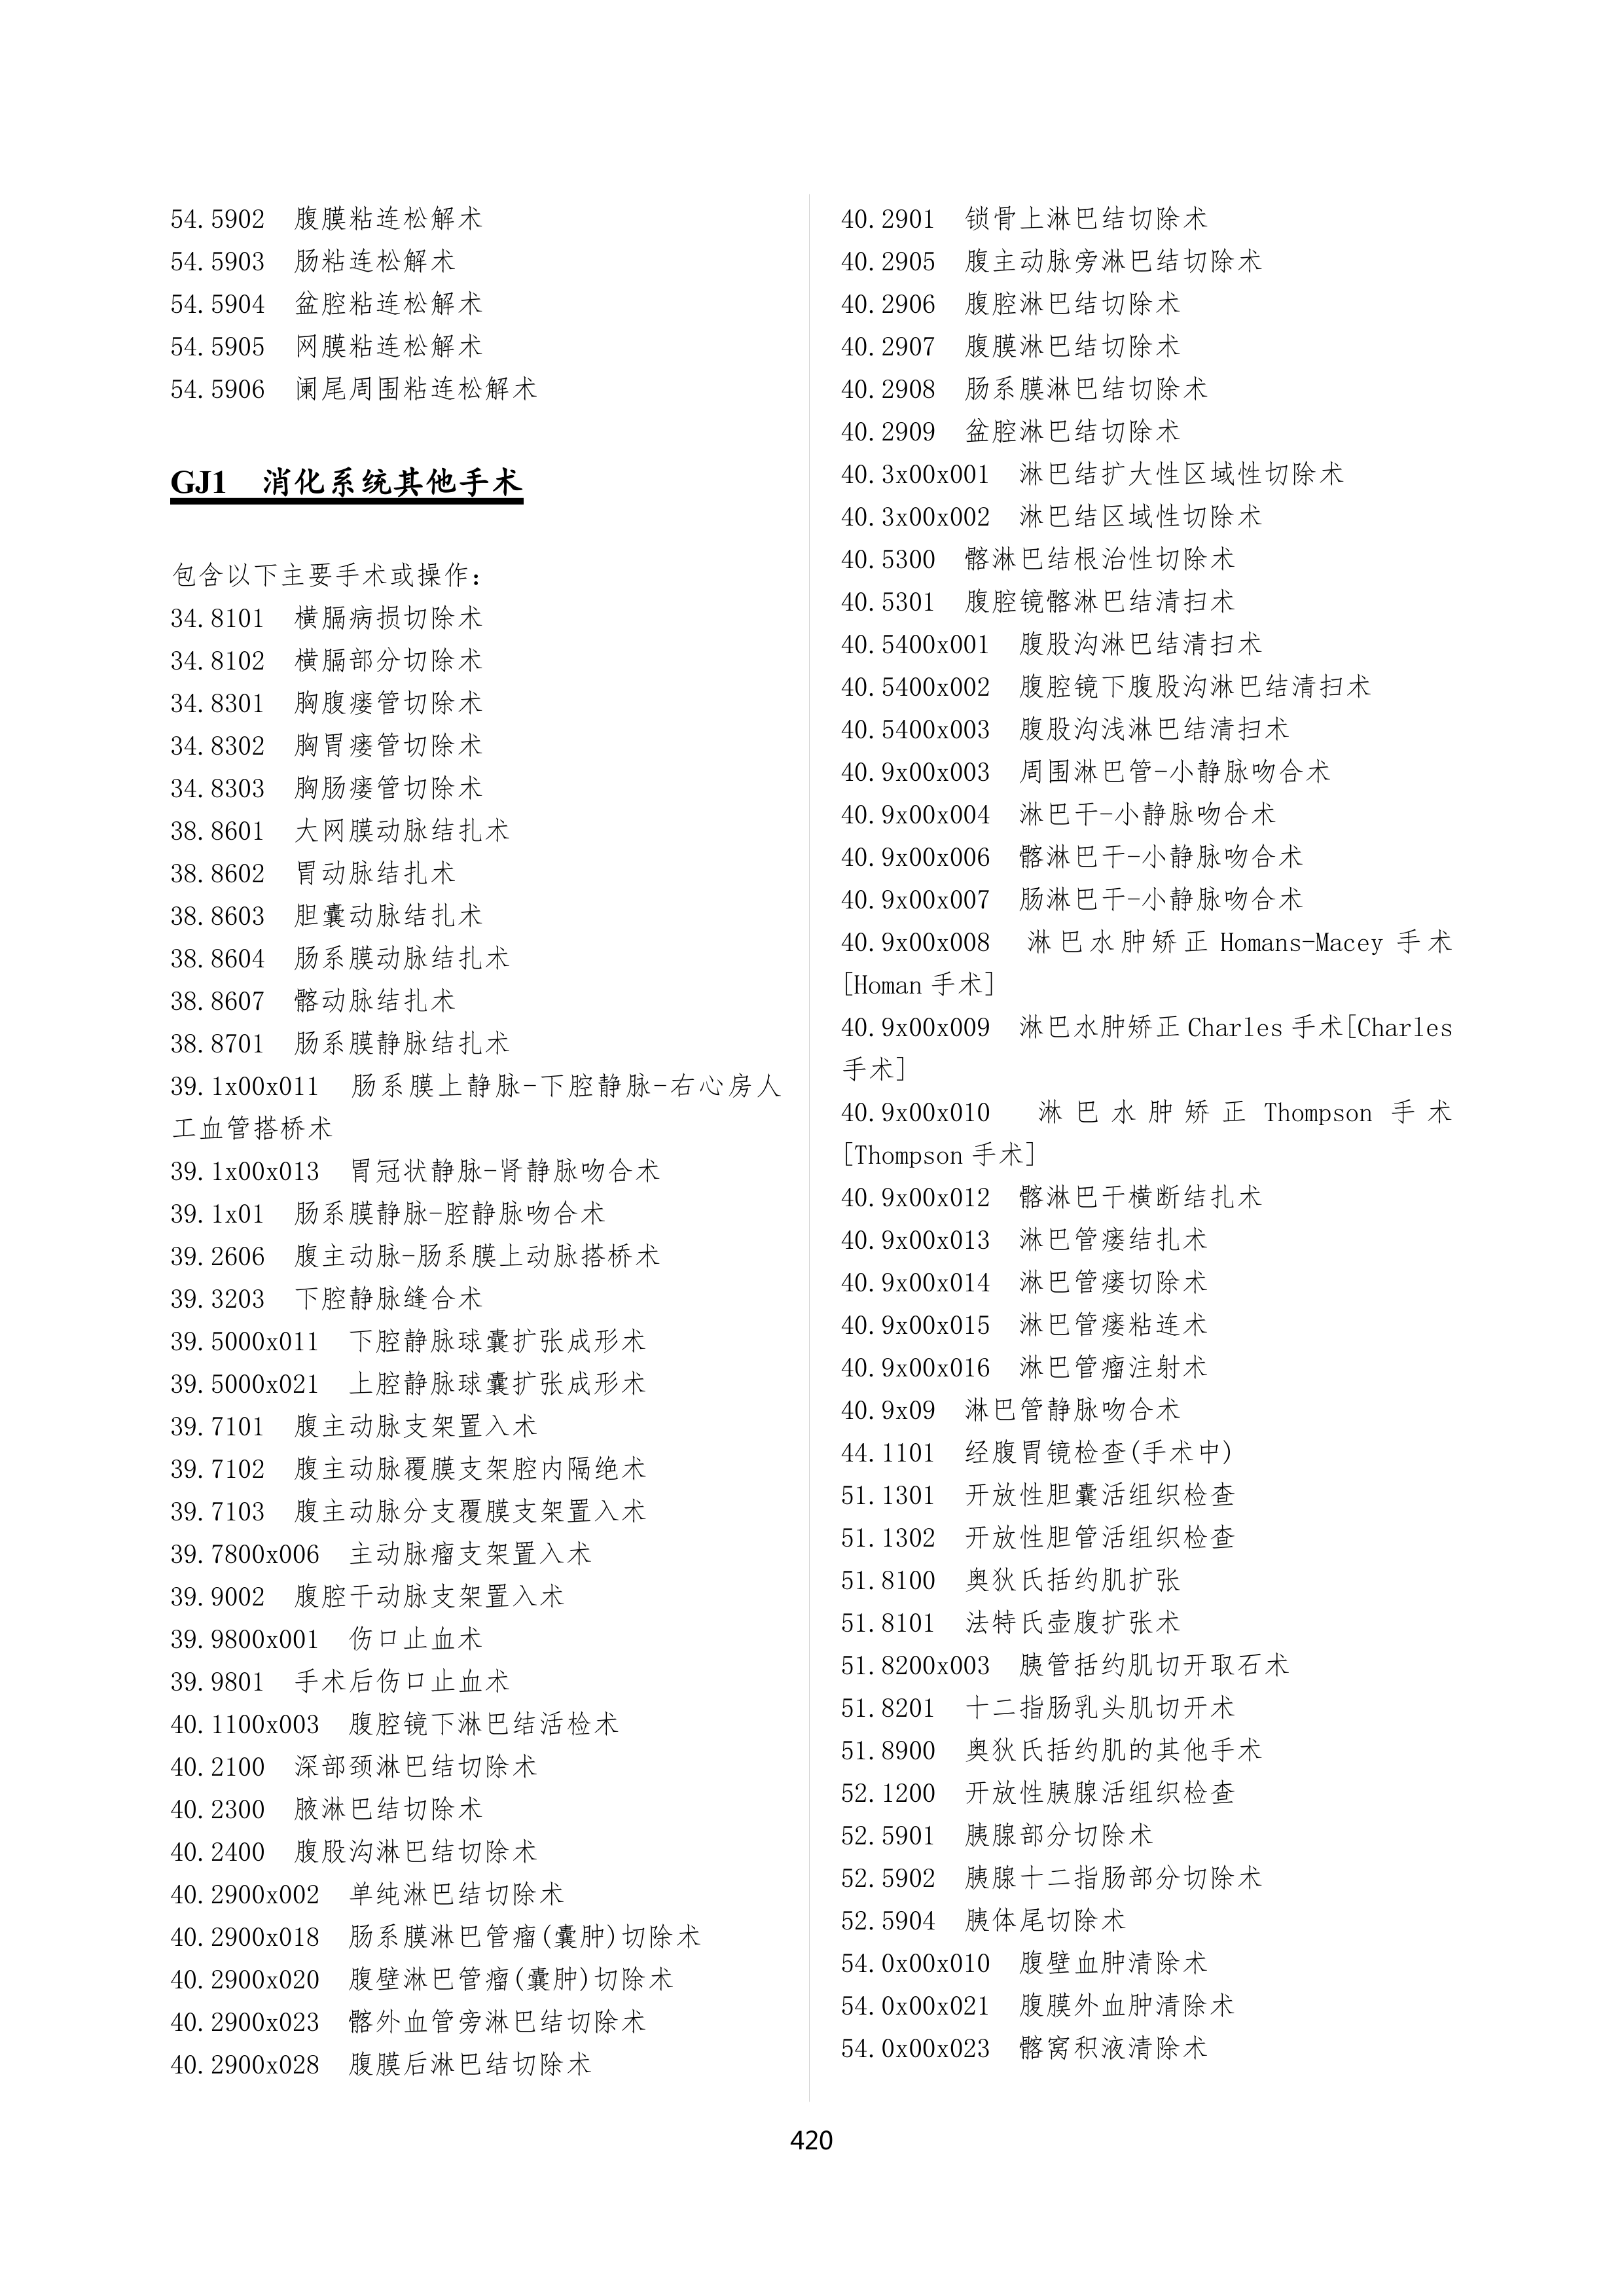 54.5902 腹膜粘连松解术
54.5903 肠粘连松解术
54.5904 盆腔粘连松解术
54.5905 网膜粘连松解术
54.5906 阑尾周围粘连松解术
GJ1 消化系统其他手术
包含以下主要手术或操作：
34.8101 横膈病损切除术
34.8102 横膈部分切除术
34.8301 胸腹瘘管切除术
34.8302 胸胃瘘管切除术
34.8303 胸肠瘘管切除术
38.8601 大网膜动脉结扎术
38.8602 胃动脉结扎术
38.8603 胆囊动脉结扎术
38.8604 肠系膜动脉结扎术
38.8607 髂动脉结扎术
38.8701 肠系膜静脉结扎术
39.1x00x011 肠系膜上静脉-下腔静脉-右心房人
工血管搭桥术
39.1x00x013 胃冠状静脉-肾静脉吻合术
39.1x01 肠系膜静脉-腔静脉吻合术
39.2606 腹主动脉-肠系膜上动脉搭桥术
39.3203 下腔静脉缝合术
39.5000x011 下腔静脉球囊扩张成形术
39.5000x021 上腔静脉球囊扩张成形术
39.7101 腹主动脉支架置入术
39.7102 腹主动脉覆膜支架腔内隔绝术
39.7103 腹主动脉分支覆膜支架置入术
39.7800x006 主动脉瘤支架置入术
39.9002 腹腔干动脉支架置入术
39.9800x001 伤口止血术
39.9801 手术后伤口止血术
40.1100x003 腹腔镜下淋巴结活检术
40.2100 深部颈淋巴结切除术
40.2300 腋淋巴结切除术
40.2400 腹股沟淋巴结切除术
40.2900x002 单纯淋巴结切除术
40.2900x018 肠系膜淋巴管瘤(囊肿)切除术
40.2900x020 腹壁淋巴管瘤(囊肿)切除术
40.2900x023 髂外血管旁淋巴结切除术
40.2900x028 腹膜后淋巴结切除术
40.2901 锁骨上淋巴结切除术
40.2905 腹主动脉旁淋巴结切除术
40.2906 腹腔淋巴结切除术
40.2907 腹膜淋巴结切除术
40.2908 肠系膜淋巴结切除术
40.2909 盆腔淋巴结切除术
40.3x00x001 淋巴结扩大性区域性切除术
40.3x00x002 淋巴结区域性切除术
40.5300 髂淋巴结根治性切除术
40.5301 腹腔镜髂淋巴结清扫术
40.5400x001 腹股沟淋巴结清扫术
40.5400x002 腹腔镜下腹股沟淋巴结清扫术
40.5400x003 腹股沟浅淋巴结清扫术
40.9x00x003 周围淋巴管-小静脉吻合术
40.9x00x004 淋巴干-小静脉吻合术
40.9x00x006 髂淋巴干-小静脉吻合术
40.9x00x007 肠淋巴干-小静脉吻合术
40.9x00x008 淋巴水肿矫正 Homans-Macey 手术
[Homan 手术]
40.9x00x009 淋巴水肿矫正 Charles 手术[Charles
手术]
40.9x00x010 淋巴水肿矫正 Thompson 手术
[Thompson 手术]
40.9x00x012 髂淋巴干横断结扎术
40.9x00x013 淋巴管瘘结扎术
40.9x00x014 淋巴管瘘切除术
40.9x00x015 淋巴管瘘粘连术
40.9x00x016 淋巴管瘤注射术
40.9x09 淋巴管静脉吻合术
44.1101 经腹胃镜检查(手术中)
51.1301 开放性胆囊活组织检查
51.1302 开放性胆管活组织检查
51.8100 奥狄氏括约肌扩张
51.8101 法特氏壶腹扩张术
51.8200x003 胰管括约肌切开取石术
51.8201 十二指肠乳头肌切开术
51.8900 奥狄氏括约肌的其他手术
52.1200 开放性胰腺活组织检查
52.5901 胰腺部分切除术
52.5902 胰腺十二指肠部分切除术
52.5904 胰体尾切除术
54.0x00x010 腹壁血肿清除术
54.0x00x021 腹膜外血肿清除术
54.0x00x023 髂窝积液清除术
420